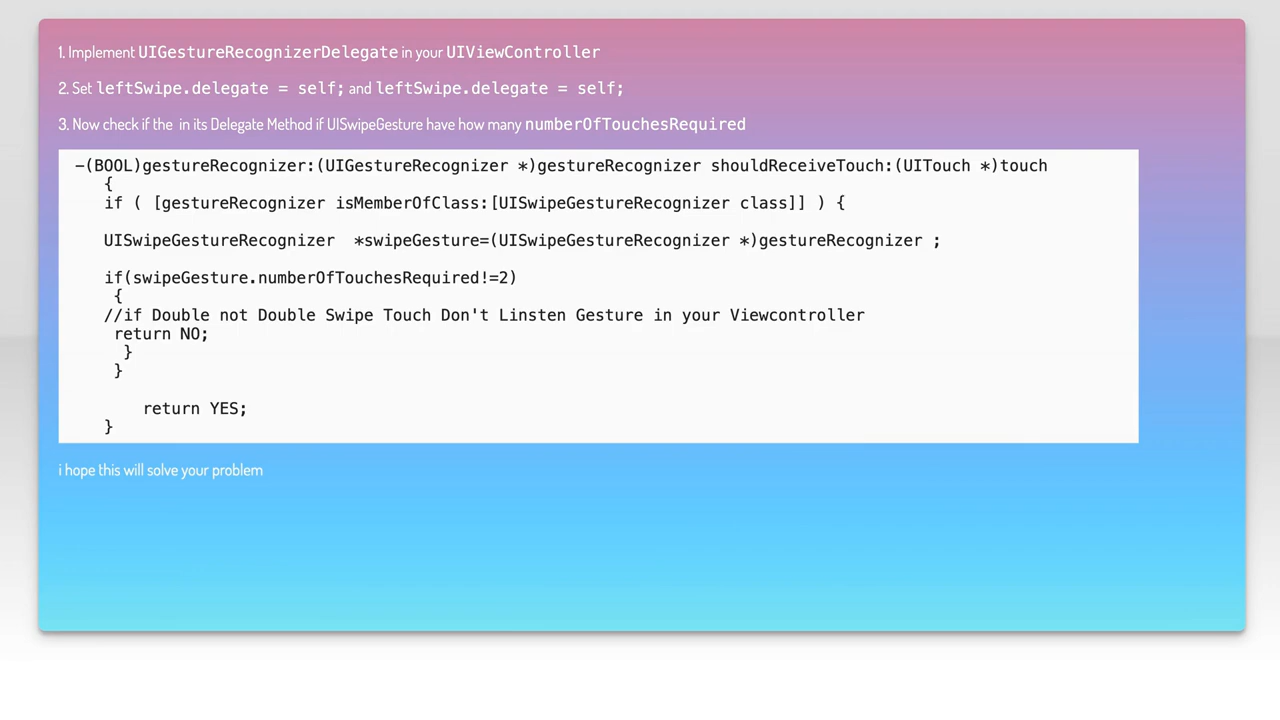 1. Implement UIGestureRecognizerDelegate in your UIViewController
2. Set leftSwipe.delegate = self; and leftSwipe.delegate = self;
3. Now check if the  in its Delegate Method if UISwipeGesture have how many numberOfTouchesRequired
-(BOOL)gestureRecognizer:(UIGestureRecognizer *)gestureRecognizer shouldReceiveTouch:(UITouch *)touch
{
if ( [gestureRecognizer isMemberOfClass:[UISwipeGestureRecognizer class]] ) {
UISwipeGestureRecognizer  *swipeGesture=(UISwipeGestureRecognizer *)gestureRecognizer ;
if(swipeGesture.numberOfTouchesRequired!=2)
{
//if Double not Double Swipe Touch Don't Linsten Gesture in your Viewcontroller
return NO;
}
}
return YES;
}
i hope this will solve your problem